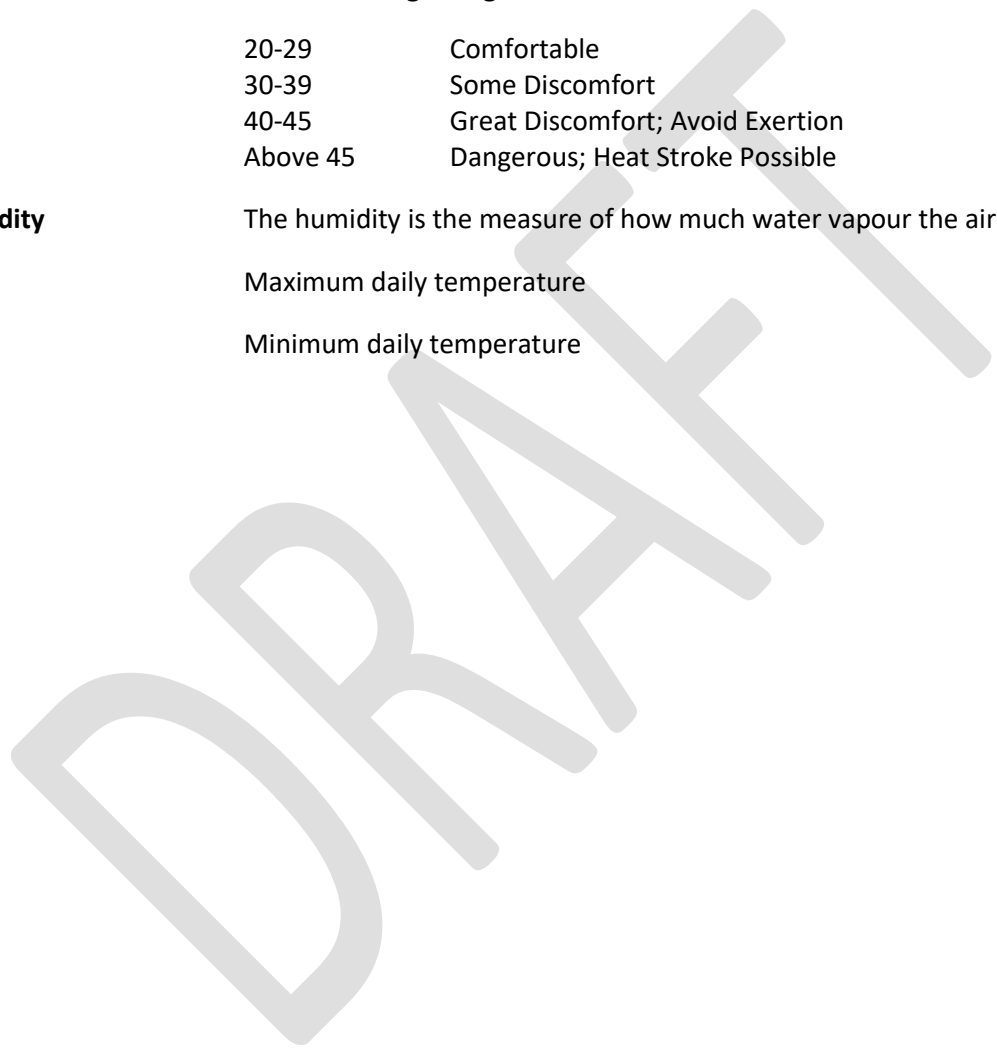 20-29 Comfortable
30-39 Some Discomfort
40-45 Great Discomfort; Avoid Exertion
Above 45 Dangerous; Heat Stroke Possible
dity The humidity is the measure of how much water vapour the air
Maximum daily temperature
Minimum daily temperature
DRAFT